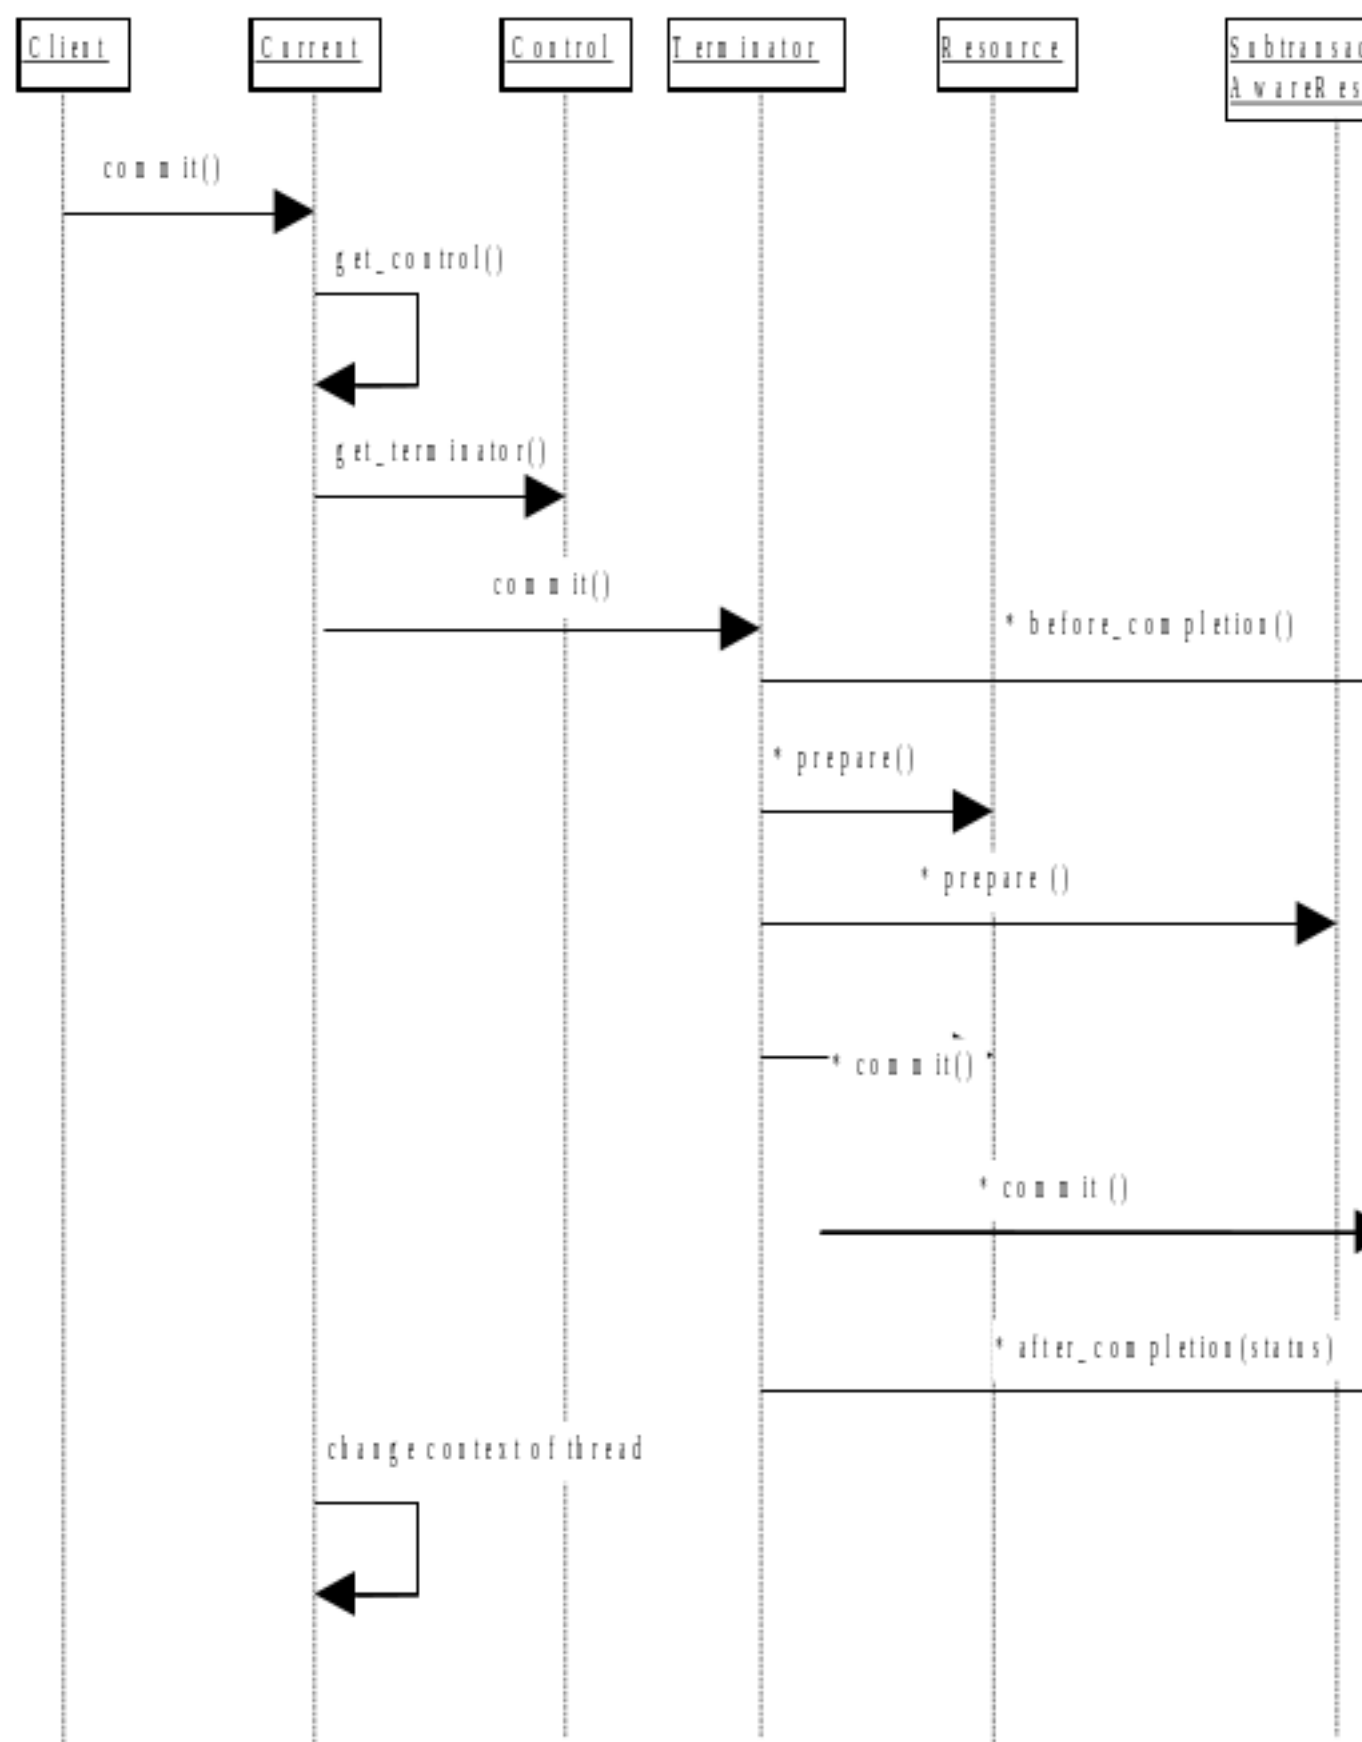 Client
Current
Control
Terminator
Resource
Subtransac
AwareRes
commit()
get_control()
get_terminator()
commit()
* before_completion()
* prepare()
* prepare ()
* commit()
* commit ()
* after_completion(status)
change context of thread